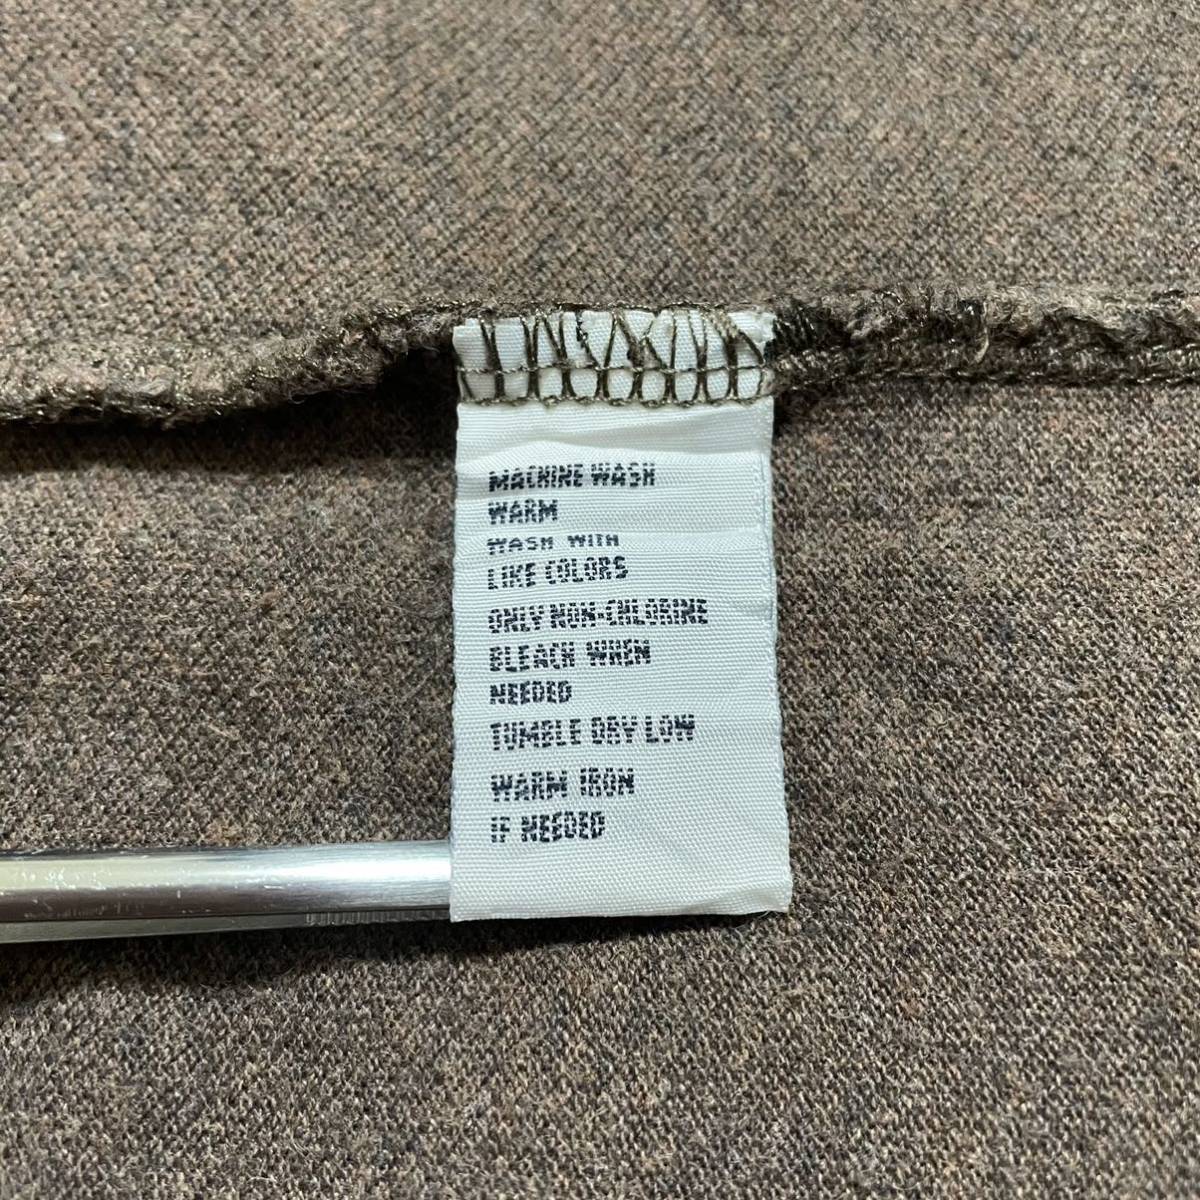 MACHINE WASH
WARM
WASH WITH
LIKE COLORS
ONLY NON-CHLORINE
BLEACH WHEN
NEEDED
TUMBLE DRY LOW
WARM IRON
IF NEEDED